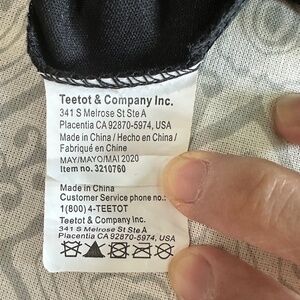 Teetot & Company Inc.
341 S Melrose St Ste A
Placentia CA 92870-5974, USA
Made in China / Hecho en China /
Fabriqué en Chine
MAY/MAYO/MAI 2020
Item no. 3210760
Made in China
Customer Service phone no.:
1(800) 4-TEETOT
Teetot & Company Inc.
341 S Melrose St Ste A
Placentia CA 92870-5974, USA